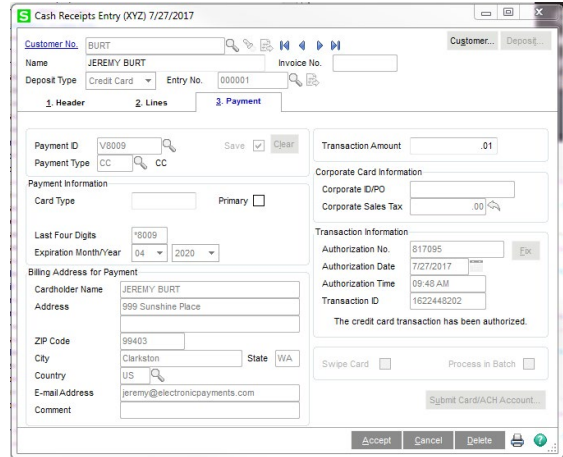 S Cash Receipts Entry (XYZ) 7/27/2017
Customer No. BURT Customer... Deposit...
Name JEREMY BURT Invoice No.
Deposit Type Credit Card Entry No. 000001
1. Header 2. Lines 3. Payment
Payment ID V8009 Save Clear Transaction Amount .01
Payment Type CC CC
Corporate Card Information
Payment Information Corporate ID/PO
Card Type Primary Corporate Sales Tax .00
Transaction Information
Last Four Digits *8009 Authorization No. 817095 Fix
Expiration Month/Year 04 2020 Authorization Date 7/27/2017
Billing Address for Payment Authorization Time 09:48 AM
Cardholder Name JEREMY BURT Transaction ID 1622448202
Address 999 Sunshine Place The credit card transaction has been authorized.
ZIP Code 99403
City Clarkston State WA Swipe Card Process in Batch
Country US
E-mail Address jeremy@electronicpayments.com Submit Card/ACH Account...
Comment
Accept Cancel Delete